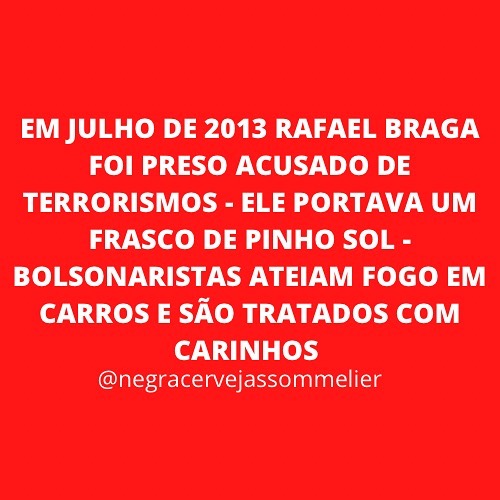 EM JULHO DE 2013 RAFAEL BRAGA
FOI PRESO ACUSADO DE
TERRORISMOS - ELE PORTAVA UM
FRASCO DE PINHO SOL -
BOLSONARISTAS ATEIAM FOGO EM
CARROS E SÃO TRATADOS COM
CARINHOS
@negracervejassommelier